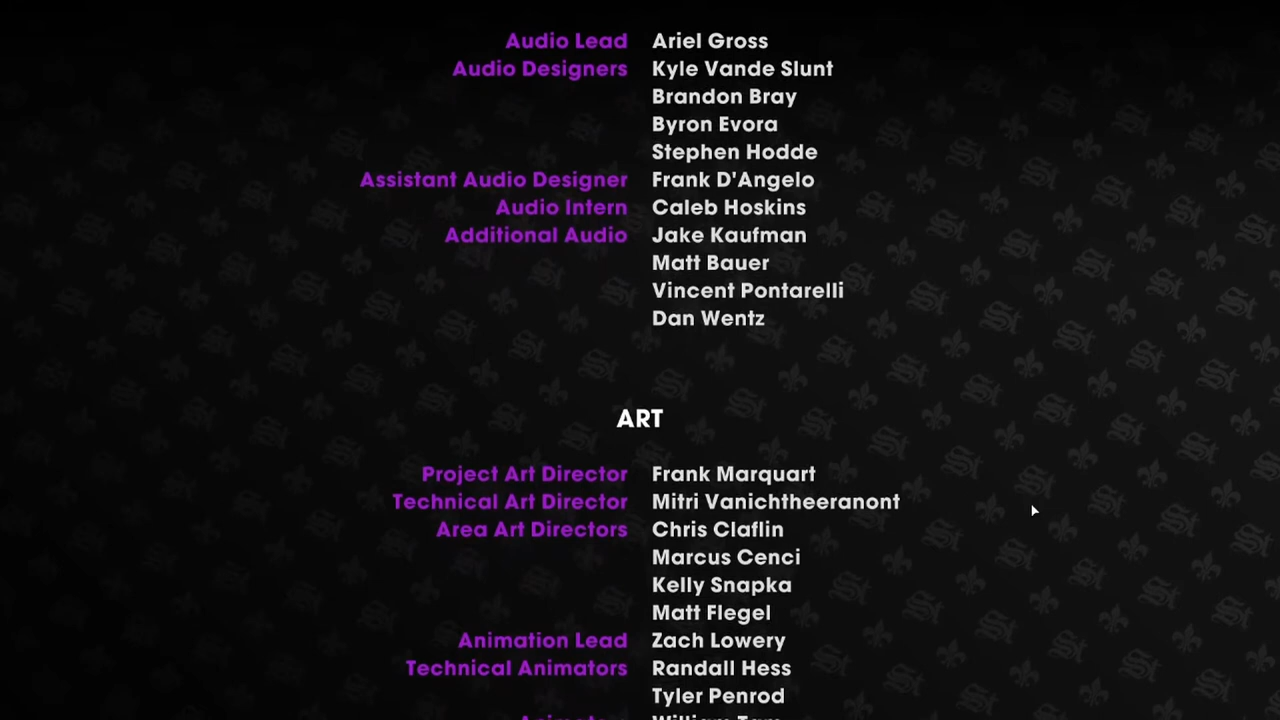 Audio Lead Ariel Gross
Audio Designers Kyle Vande Slunt
Brandon Bray
Byron Evora
Stephen Hodde
Assistant Audio Designer Frank D'Angelo
Audio Intern Caleb Hoskins
Additional Audio Jake Kaufman
Matt Bauer
Vincent Pontarelli
Dan Wentz
ART
Project Art Director Frank Marquart
Technical Art Director Mitri Vanichtheeranont
Area Art Directors Chris Claflin
Marcus Cenci
Kelly Snapka
Matt Flegel
Animation Lead Zach Lowery
Technical Animators Randall Hess
Tyler Penrod